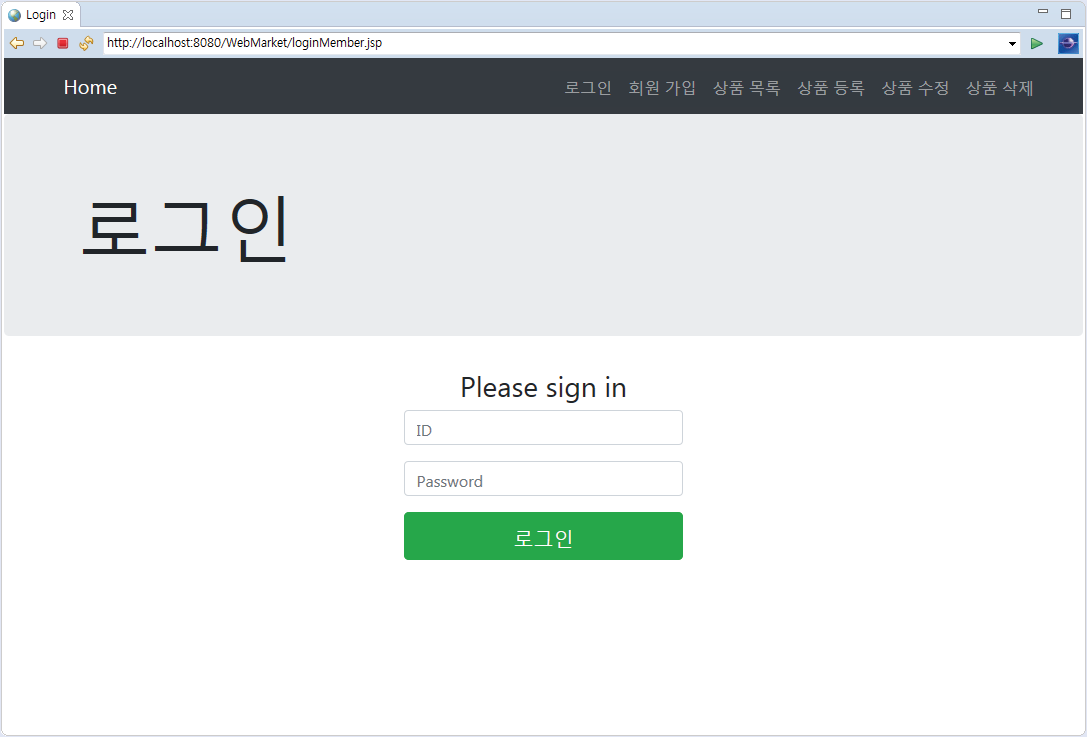 Login
http://localhost:8080/WebMarket/loginMember.jsp
Home 로그인 회원 가입 상품 목록 상품 등록 상품 수정 상품 삭제
로그인
Please sign in
ID
Password
로그인